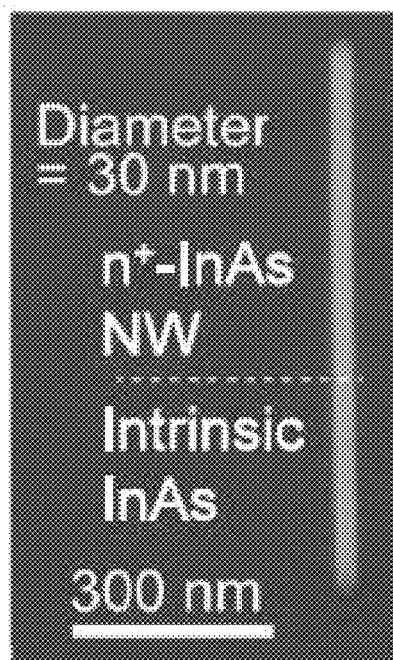 Diameter
= 30 nm
n⁺-InAs
NW
Intrinsic
InAs
300 nm